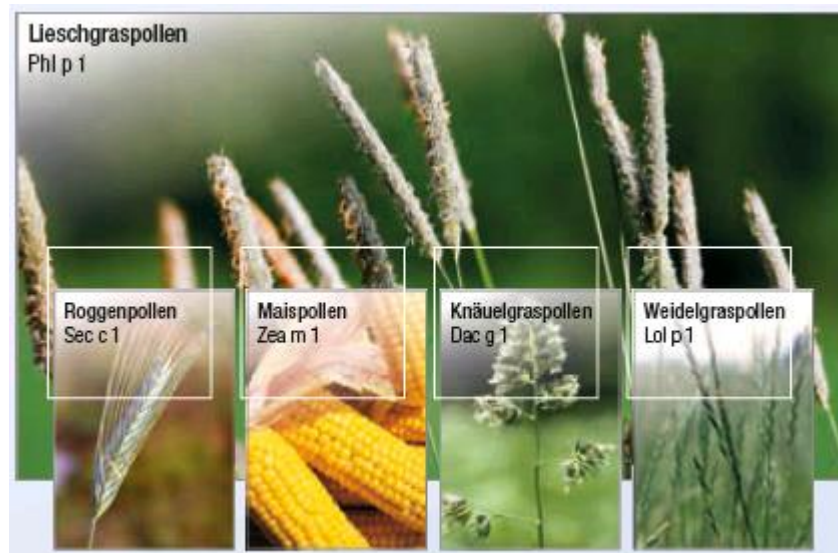 Lieschgraspollen
Phl p 1
Roggenpollen
Sec c 1
Maispollen
Zea m 1
Knäuelgraspollen
Dac g 1
Weidelgraspollen
Lol p 1